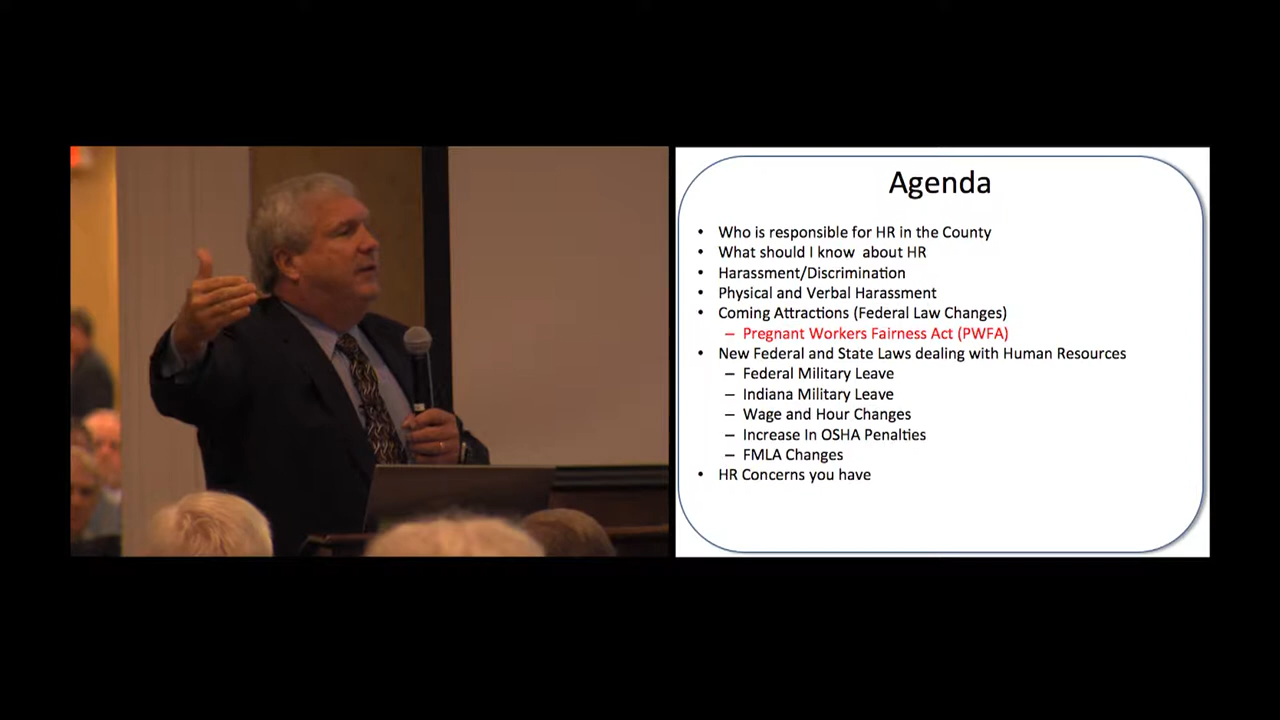 Agenda
• Who is responsible for HR in the County
• What should I know about HR
• Harassment/Discrimination
• Physical and Verbal Harassment
• Coming Attractions (Federal Law Changes)
– Pregnant Workers Fairness Act (PWFA)
• New Federal and State Laws dealing with Human Resources
– Federal Military Leave
– Indiana Military Leave
– Wage and Hour Changes
– Increase In OSHA Penalties
– FMLA Changes
• HR Concerns you have